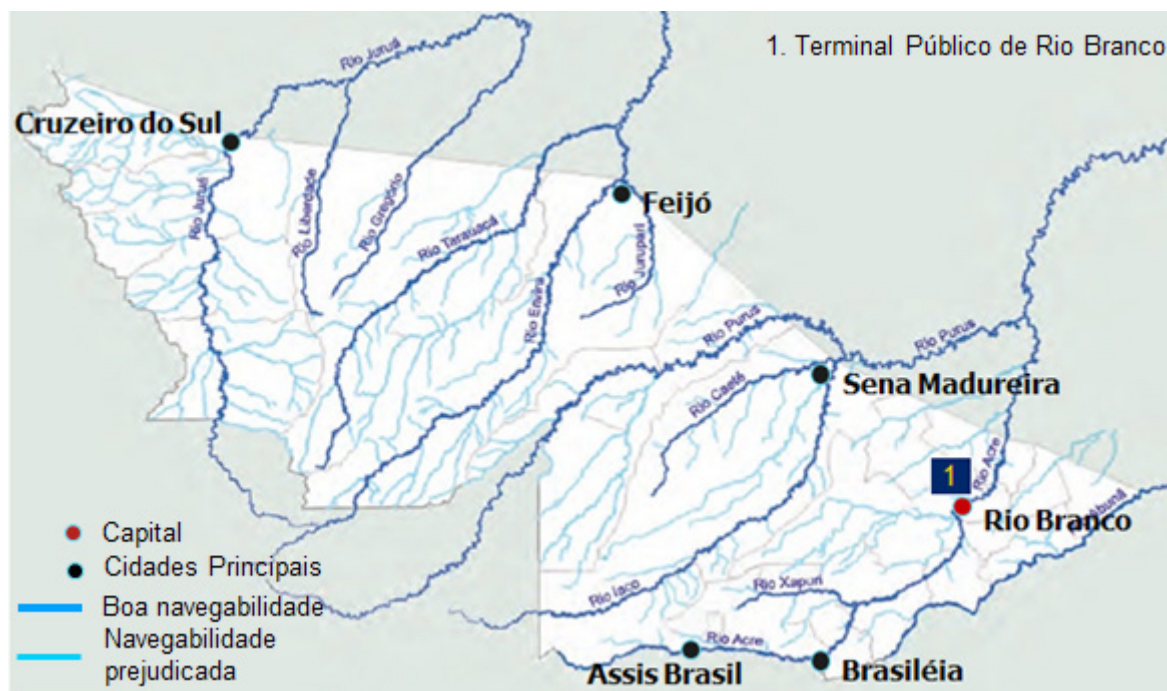 1. Terminal Público de Rio Branco
Rio Juruá
Cruzeiro do Sul
Rio Juruá
Rio Liberdade
Rio Gregório
Rio Tarauacá
Feijó
Rio Jurupari
Rio Envira
Rio Purus
Rio Purus
Rio Caeté
Sena Madureira
1
Rio Acre
Rio Branco
Rio Iaco
Rio Xapuri
Rio Acre
Assis Brasil
Brasiléia
Capital
Cidades Principais
Boa navegabilidade
Navegabilidade
prejudicada